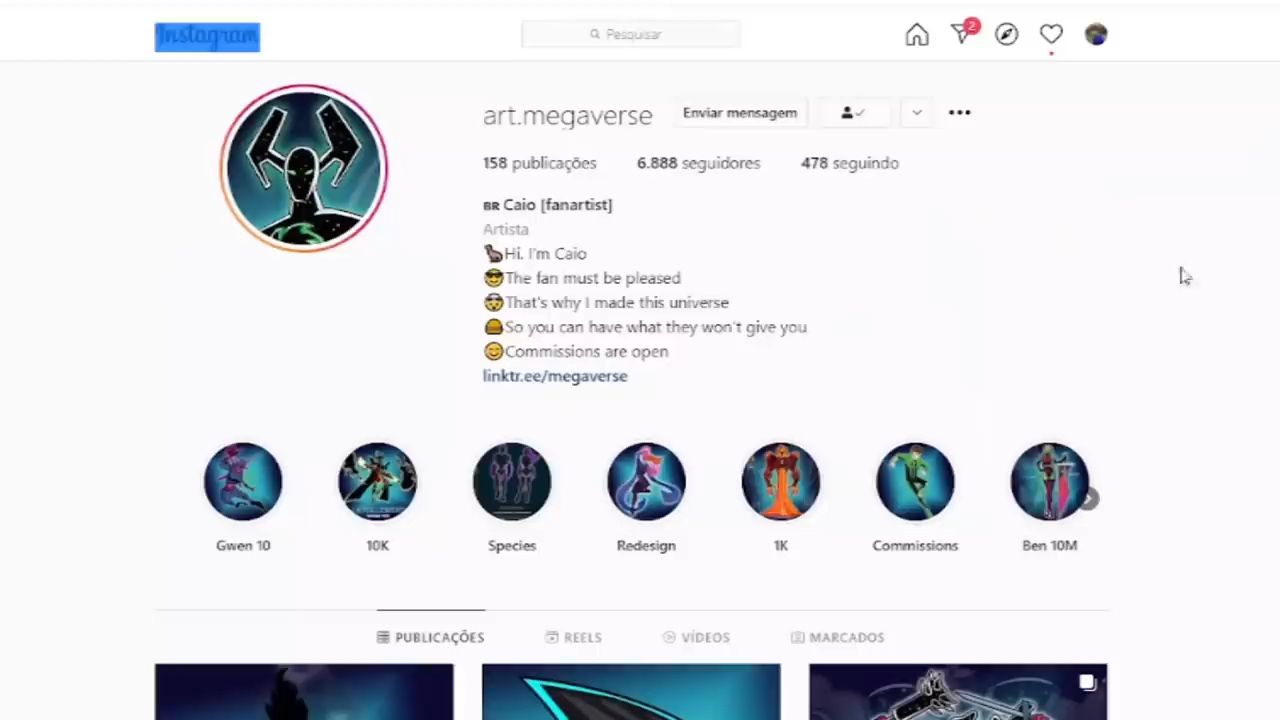 Instagram
Pesquisar
2
art.megaverse
Enviar mensagem
158 publicações 6.888 seguidores 478 seguindo
BR Caio [fanartist]
Artista
Hi. I'm Caio
The fan must be pleased
That's why I made this universe
So you can have what they won't give you
Commissions are open
linktr.ee/megaverse
Gwen 10 10K Species Redesign 1K Commissions Ben 10M
PUBLICAÇÕES REELS VÍDEOS MARCADOS